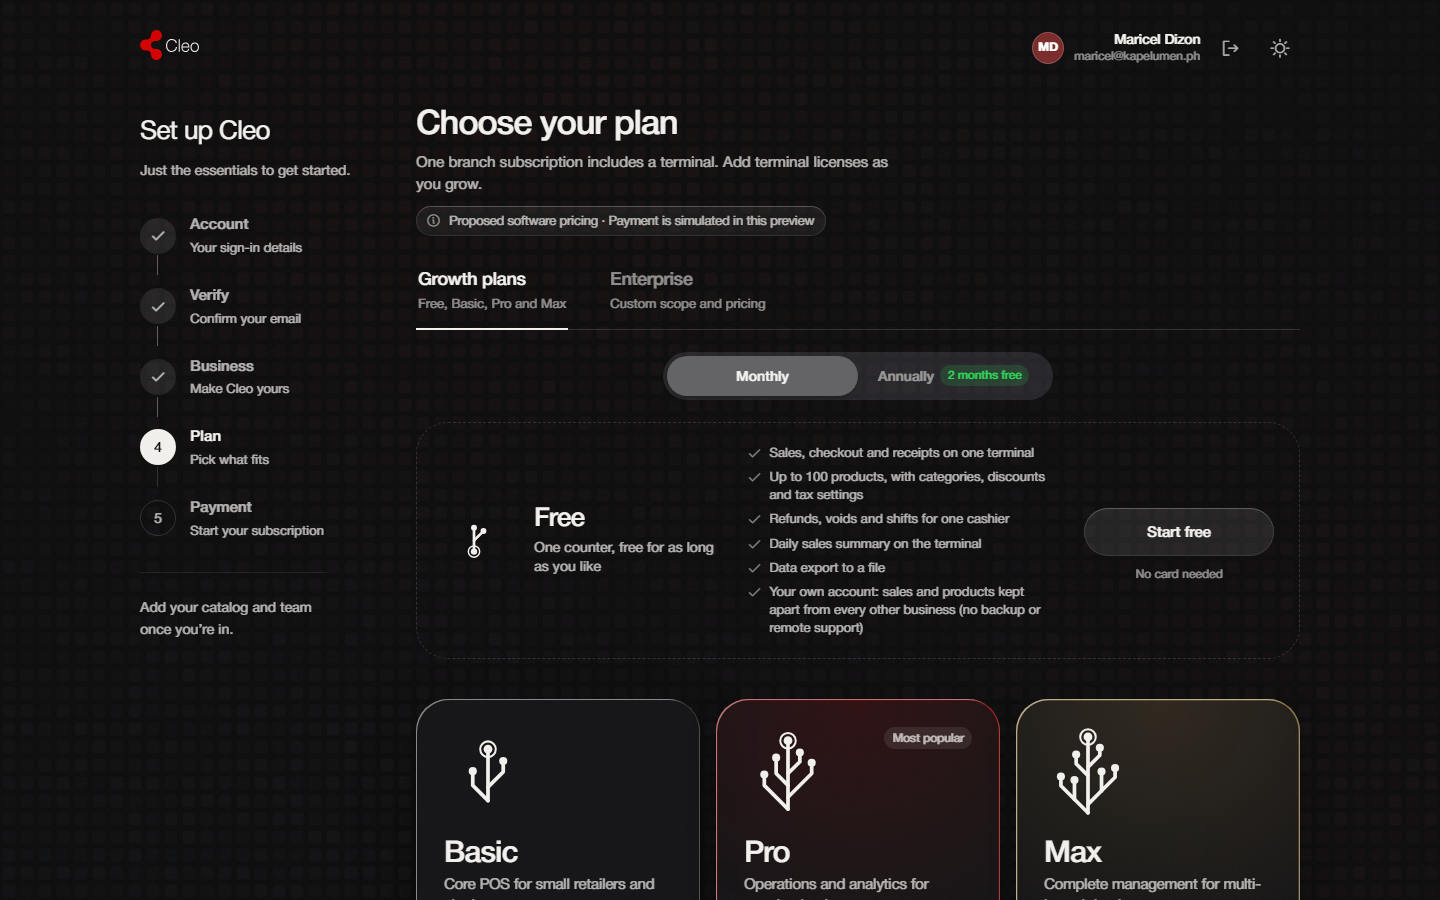 Cleo
MD
Maricel Dizon
maricel@kapelumen.ph
Set up Cleo
Just the essentials to get started.
Account
Your sign-in details
Verify
Confirm your email
Business
Make Cleo yours
4
Plan
Pick what fits
5
Payment
Start your subscription
Add your catalog and team
once you’re in.
Choose your plan
One branch subscription includes a terminal. Add terminal licenses as
you grow.
Proposed software pricing · Payment is simulated in this preview
Growth plans
Free, Basic, Pro and Max
Enterprise
Custom scope and pricing
Monthly
Annually 2 months free
Free
One counter, free for as long
as you like
Sales, checkout and receipts on one terminal
Up to 100 products, with categories, discounts
and tax settings
Refunds, voids and shifts for one cashier
Daily sales summary on the terminal
Data export to a file
Your own account: sales and products kept
apart from every other business (no backup or
remote support)
Start free
No card needed
Basic
Core POS for small retailers and
Most popular
Pro
Operations and analytics for
Max
Complete management for multi-